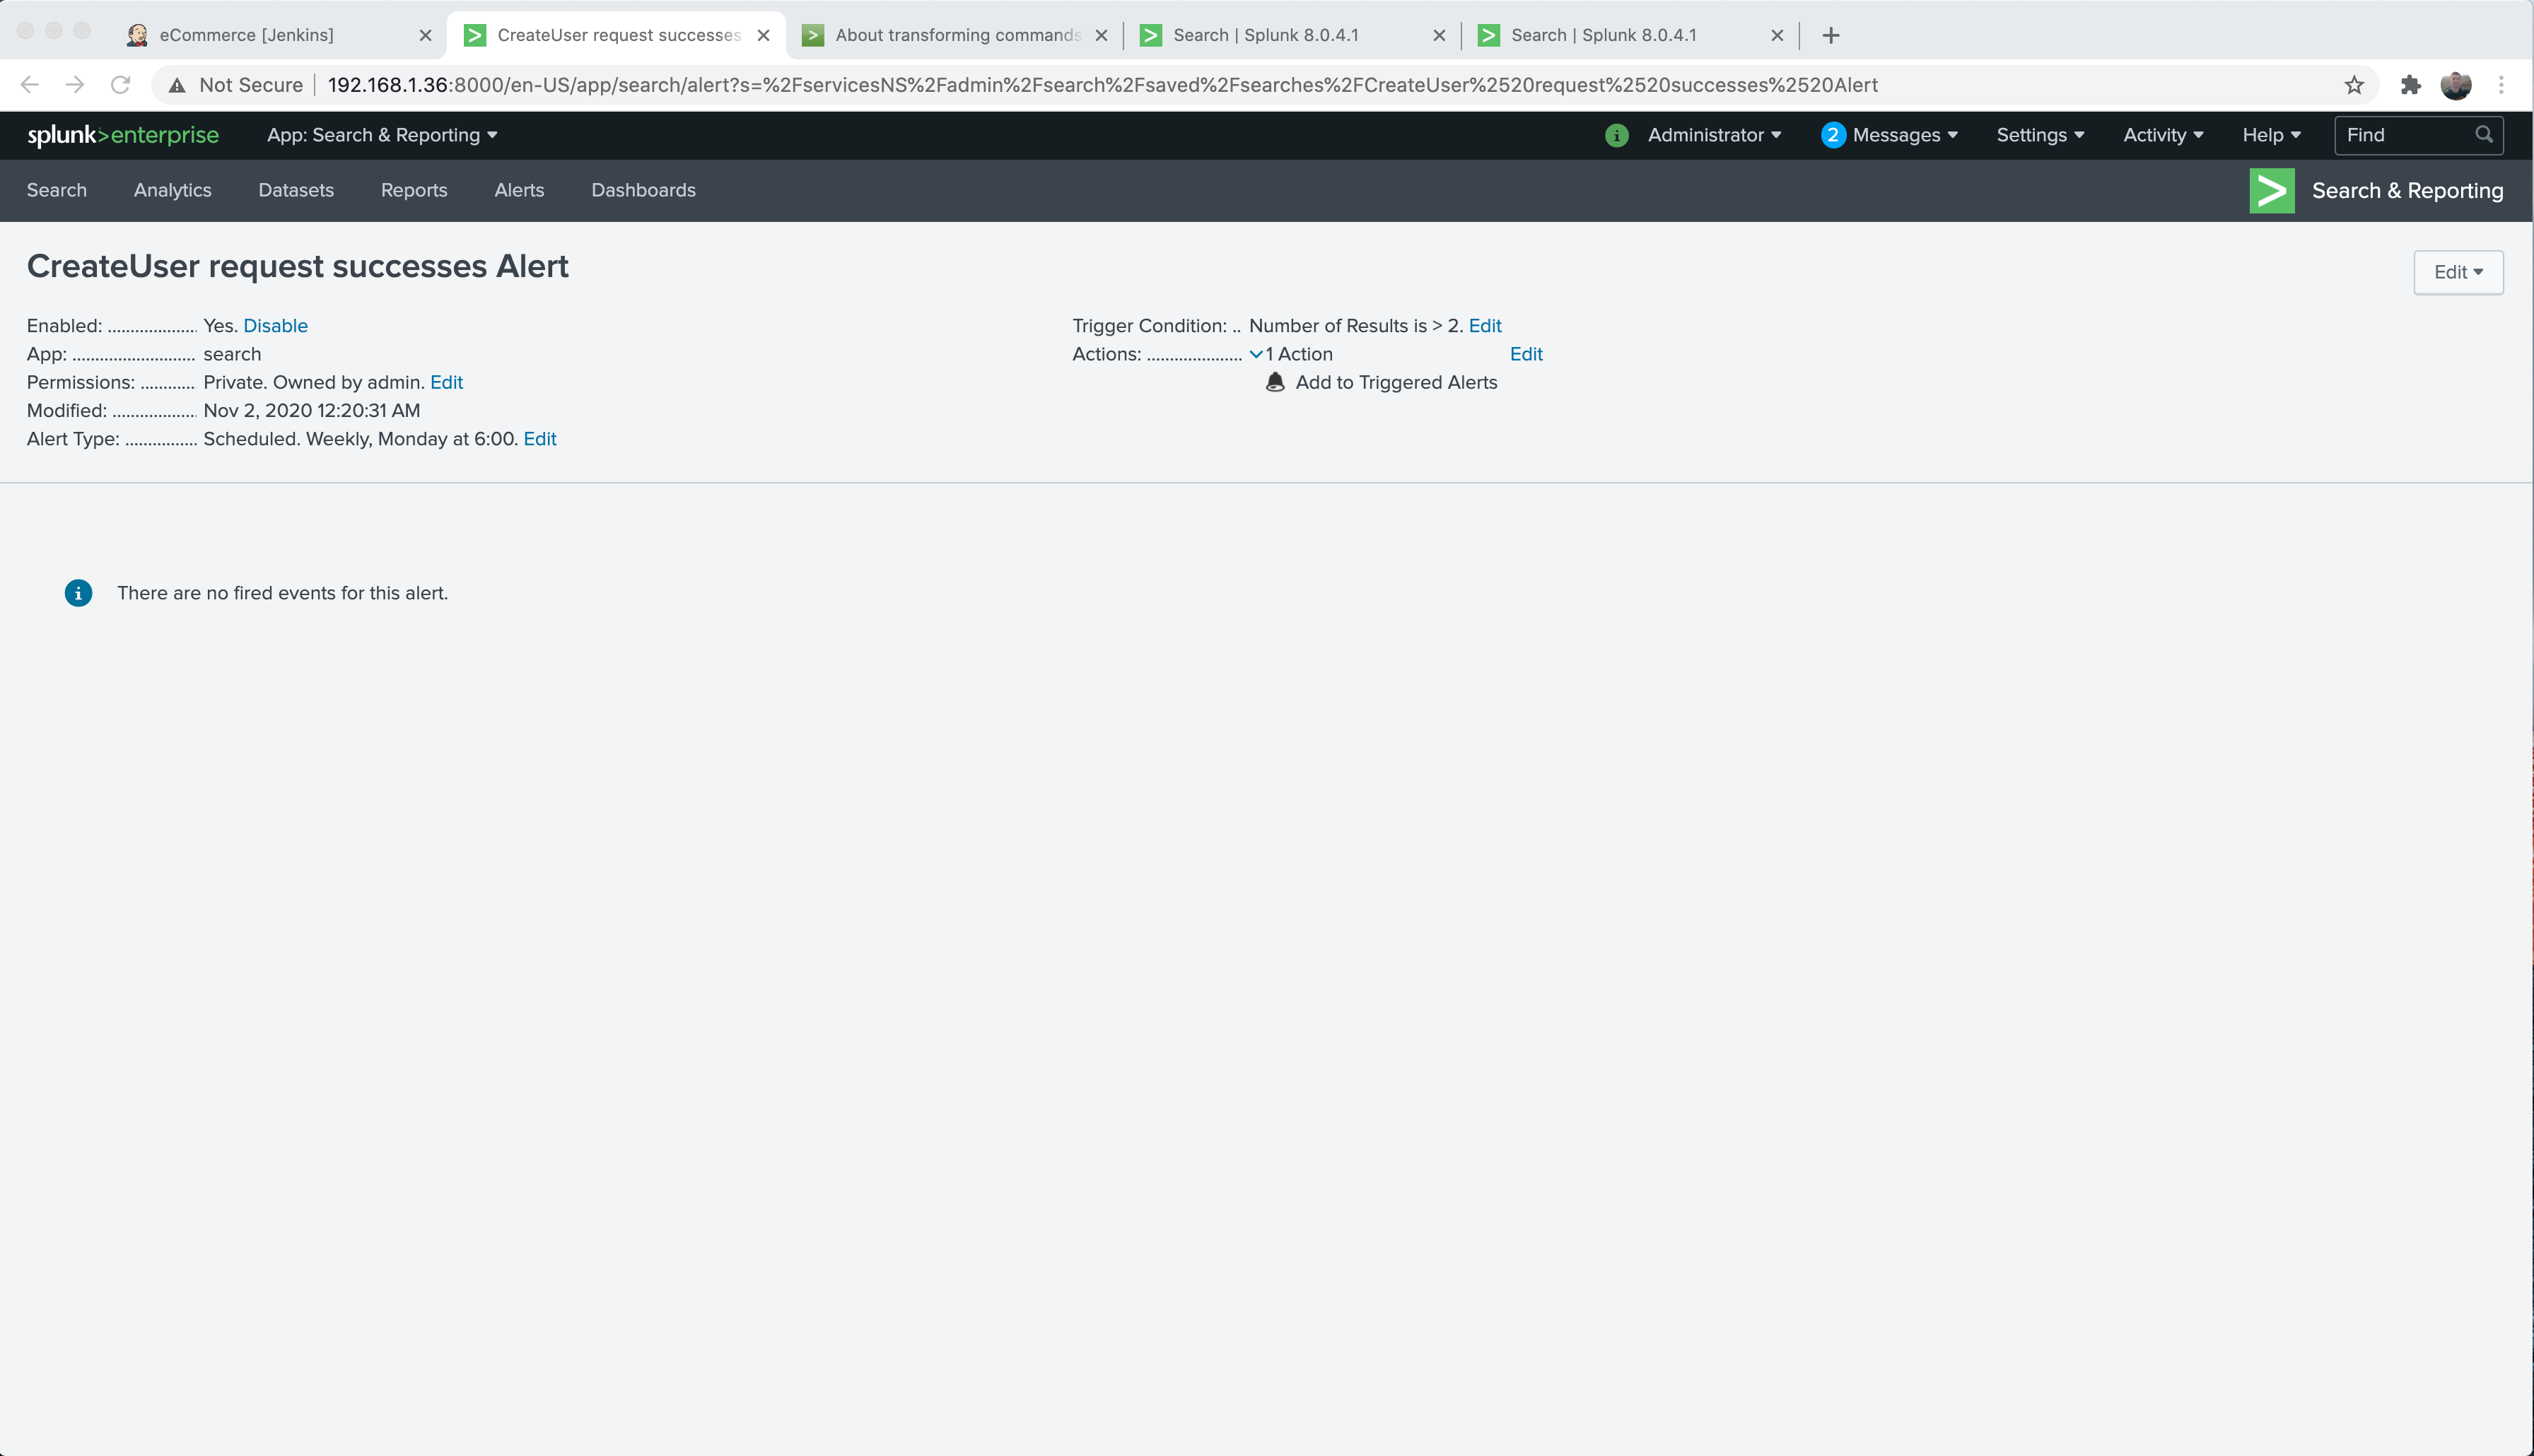 eCommerce [Jenkins]
CreateUser request successes
About transforming commands
Search | Splunk 8.0.4.1
Search | Splunk 8.0.4.1
Not Secure
192.168.1.36:8000/en-US/app/search/alert?s=%2FservicesNS%2Fadmin%2Fsearch%2Fsaved%2Fsearches%2FCreateUser%2520request%2520successes%2520Alert
splunk>enterprise
App: Search & Reporting
i
Administrator
2 Messages
Settings
Activity
Help
Find
Search
Analytics
Datasets
Reports
Alerts
Dashboards
> Search & Reporting
CreateUser request successes Alert
Edit
Enabled: ................... Yes. Disable
App: .......................... search
Permissions: ............ Private. Owned by admin. Edit
Modified: .................. Nov 2, 2020 12:20:31 AM
Alert Type: ............... Scheduled. Weekly, Monday at 6:00. Edit
Trigger Condition: .. Number of Results is > 2. Edit
Actions: .................... 1 Action Edit
Add to Triggered Alerts
i There are no fired events for this alert.